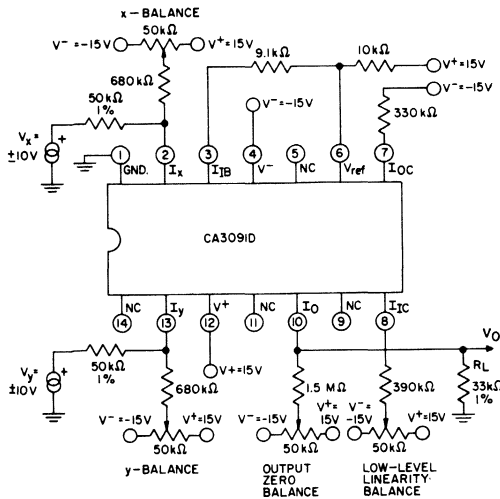 x-BALANCE
50kΩ
V⁻=-15V
V⁺=15V
9.1kΩ
10kΩ
V⁺=15V
680kΩ
V⁻=-15V
50kΩ
1%
V⁻=-15V
330kΩ
Vx=
+
±10V
1
2
3
4
5
6
7
GND.
Ix
IIB
V⁻
NC
Vref
IOC
CA3091D
NC
Iy
V+
NC
IO
NC
IIC
14
13
12
11
10
9
8
VO
Vy=
+
±10V
50kΩ
1%
680kΩ
V+=15V
1.5 MΩ
390kΩ
RL
33kΩ
1%
V⁻=-15V
V⁺=15V
V⁻=-15V
V⁺=
15V
V⁻=
-15V
V⁺=15V
50kΩ
50kΩ
50kΩ
y-BALANCE
OUTPUT
ZERO
BALANCE
LOW-LEVEL
LINEARITY-
BALANCE